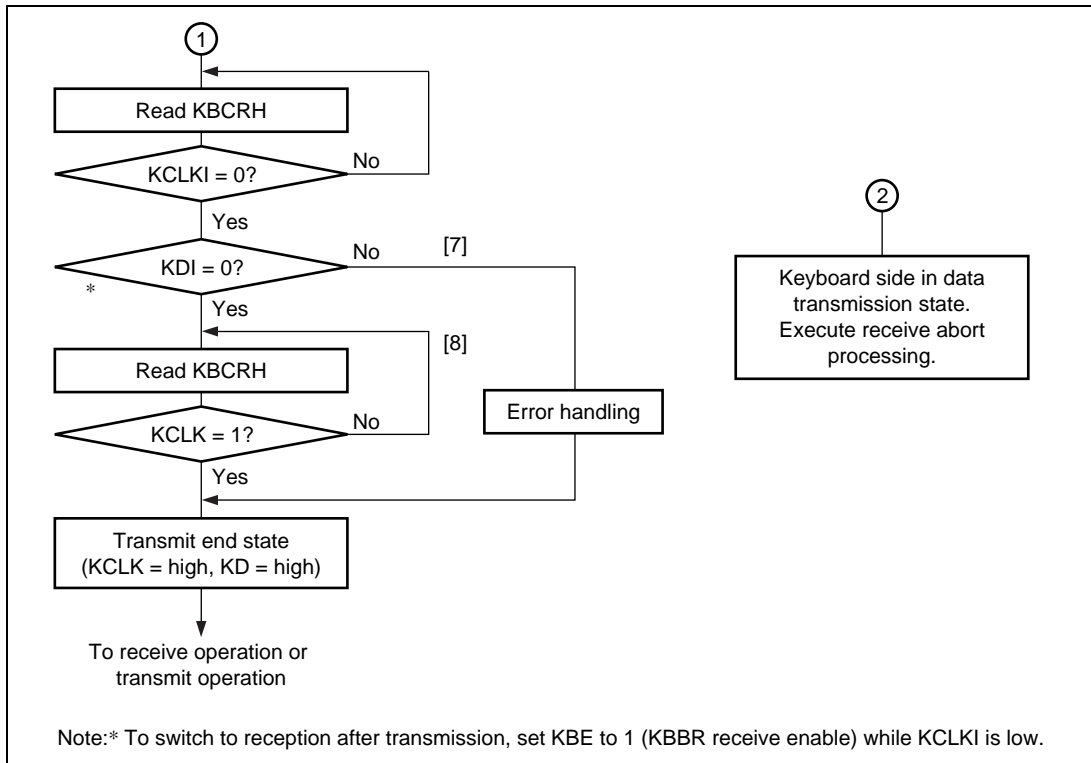 1
Read KBCRH
KCLKI = 0?
No
Yes
KDI = 0?
No
[7]
*
Yes
[8]
Read KBCRH
KCLK = 1?
No
Error handling
Yes
Transmit end state
(KCLK = high, KD = high)
To receive operation or
transmit operation
2
Keyboard side in data
transmission state.
Execute receive abort
processing.
Note:* To switch to reception after transmission, set KBE to 1 (KBBR receive enable) while KCLKI is low.